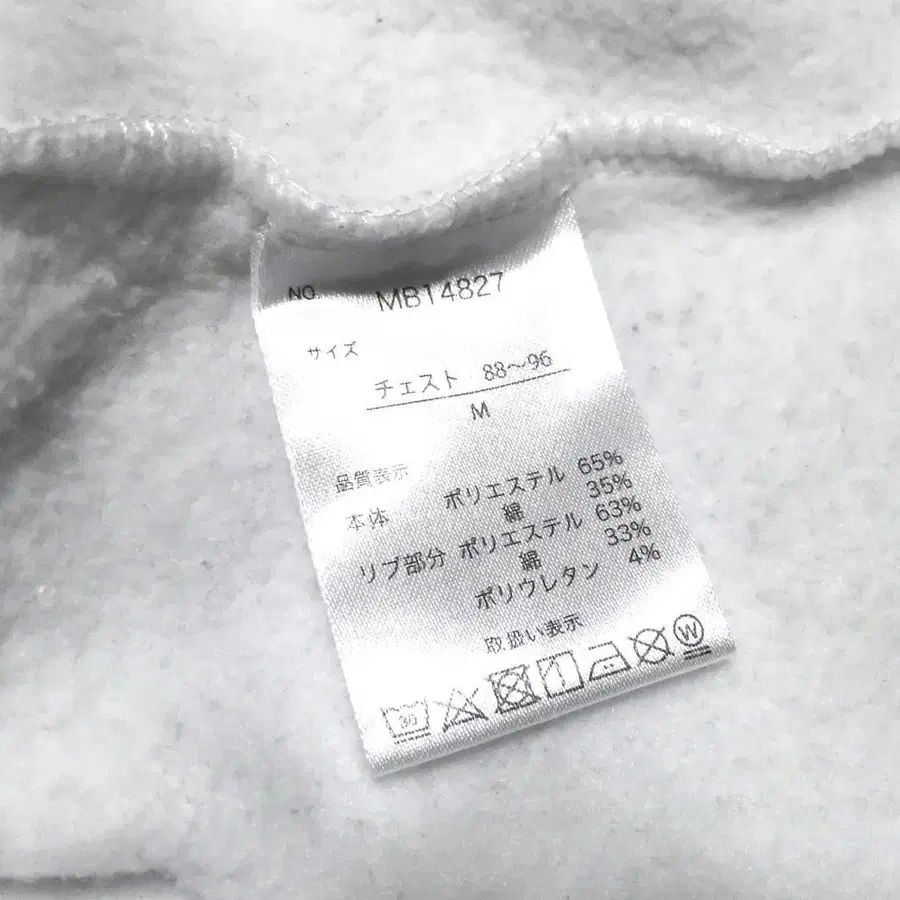 NO MB14827
サイズ
チェスト 88〜96
M
品質表示
本体 ポリエステル 65%
綿 35%
リブ部分 ポリエステル 63%
綿 33%
ポリウレタン 4%
取扱い表示
30 W